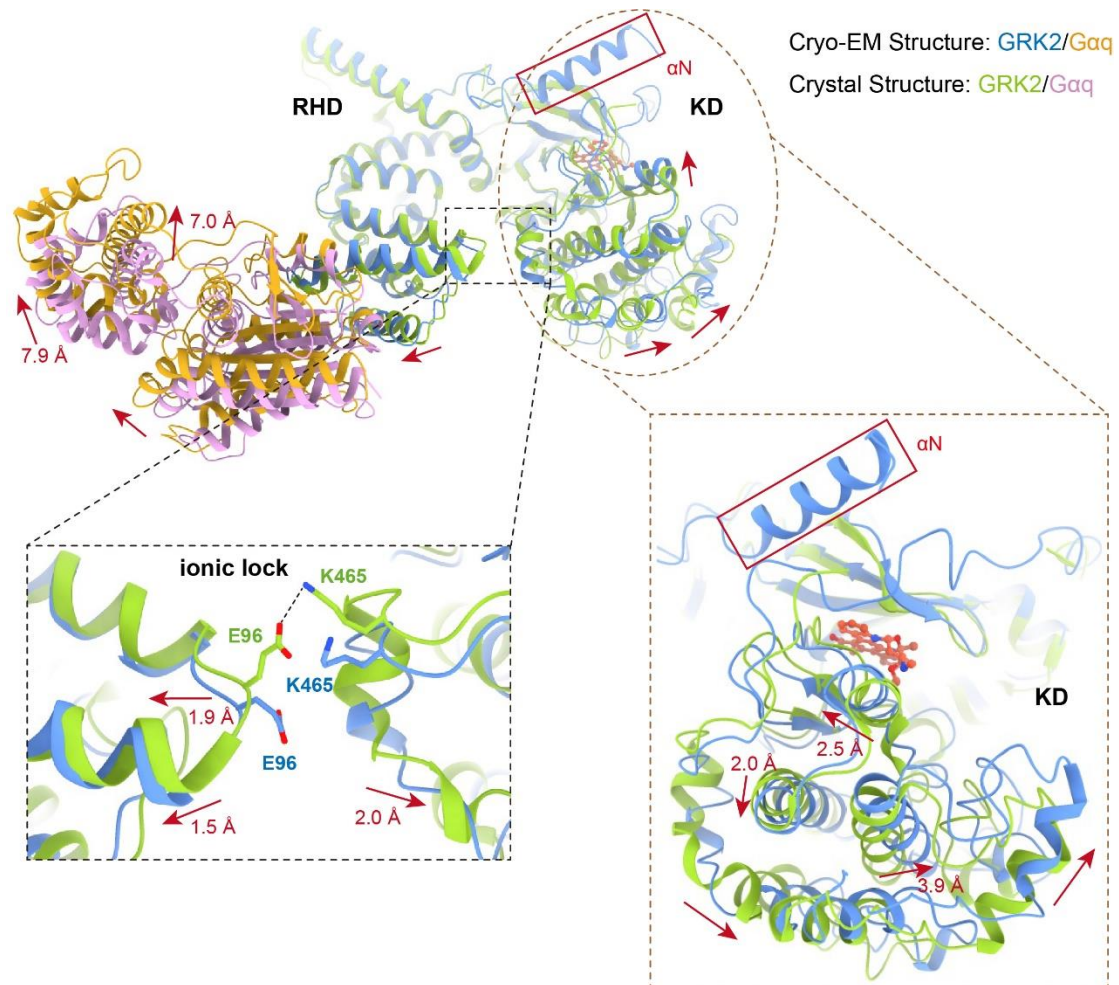 Cryo-EM Structure: GRK2/Gαq
Crystal Structure: GRK2/Gαq
αN
RHD
KD
7.0 Å
7.9 Å
ionic lock
K465
E96
K465
1.9 Å
E96
1.5 Å
2.0 Å
αN
KD
2.5 Å
2.0 Å
3.9 Å